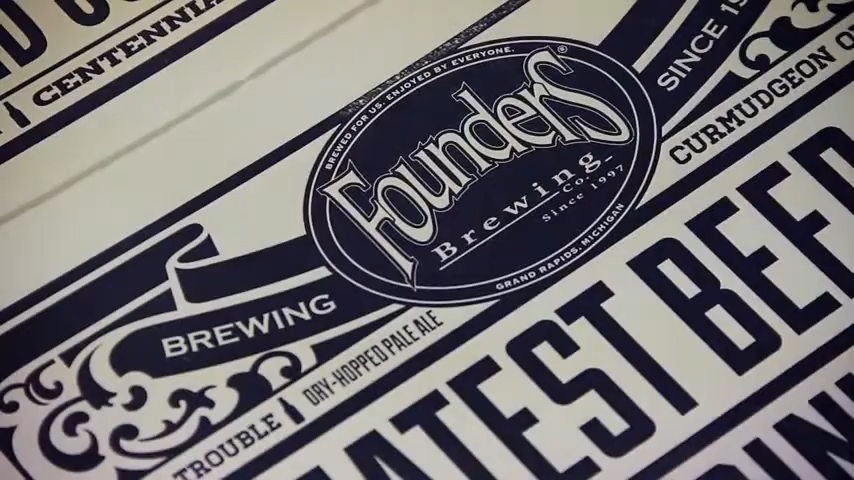 CENTENNIAL
BREWED FOR US. ENJOYED BY EVERYONE.
®
Founders
Brewing
Co.
Since 1997
GRAND RAPIDS, MICHIGAN
SINCE 19
CURMUDGEON
BREWING
TROUBLE
DRY-HOPPED PALE ALE
ATEST BEE